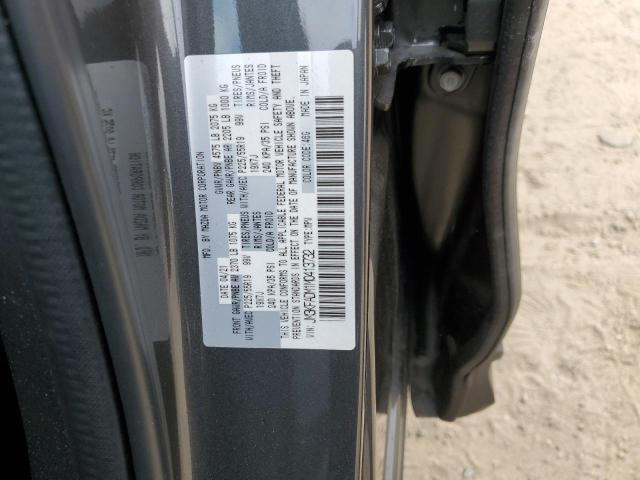 MFD. BY MAZDA MOTOR CORPORATION
DATE 04/21 GVWR/PNBV 4575 LB 2075 KG
FRONT GAWR/PNBE AV 2370 LB 1075 KG REAR GAWR/PNBE AR 2205 LB 1000 KG
WITH/AVEC P225/55R19 99V TIRES/PNEUS WITH/AVEC P225/55R19 99V TIRES/PNEUS
19X7J RIMS/JANTES 19X7J RIMS/JANTES
240 KPA/35 PSI COLD/A FROID 240 KPA/35 PSI COLD/A FROID
THIS VEHICLE CONFORMS TO ALL APPLICABLE FEDERAL MOTOR VEHICLE SAFETY AND THEFT
PREVENTION STANDARDS IN EFFECT ON THE DATE OF MANUFACTURE SHOWN ABOVE.
VIN: JM3KFADM1M0413732 TYPE:MPV COLOR CODE:46G MADE IN JAPAN